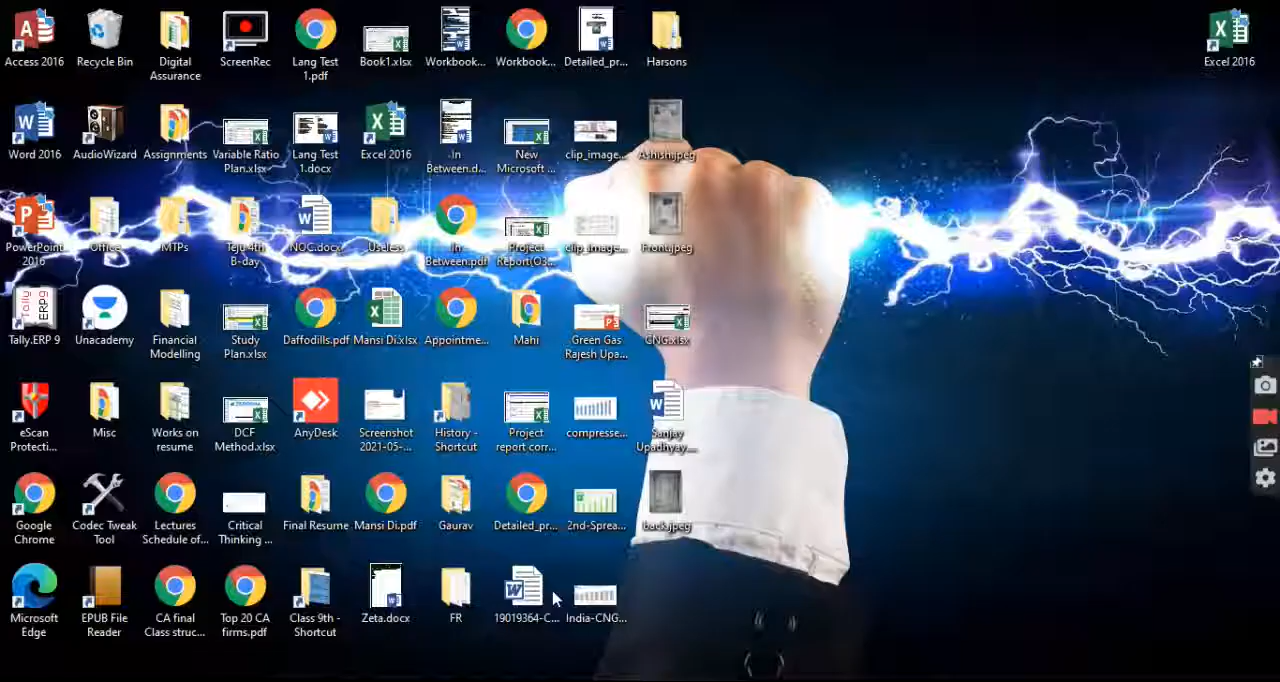 Access 2016
Recycle Bin
Digital
Assurance
ScreenRec
Lang Test
1.pdf
Book1.xlsx
Workbook...
Workbook...
Detailed_pr...
Harsons
Excel 2016
Word 2016
AudioWizard
Assignments
Variable Ratio
Plan.xlsx
Lang Test
1.docx
Excel 2016
In
Between.d...
New
Microsoft ...
clip_image...
Ashish.jpeg
PowerPoint
2016
Office
MTPs
Teju 4th
B-day
NOC.docx
Useless
In
Between.pdf
Project
Report(O3...
clip_image...
Front.jpeg
Tally.ERP 9
Unacademy
Financial
Modelling
Study
Plan.xlsx
Daffodills.pdf
Mansi Di.xlsx
Appointme...
Mahi
Green Gas
Rajesh Upa...
CNG.xlsx
eScan
Protecti...
Misc
Works on
resume
DCF
Method.xlsx
AnyDesk
Screenshot
2021-05-...
History -
Shortcut
Project
report corr...
compresse...
Sanjay
Upadhyay....
Google
Chrome
Codec Tweak
Tool
Lectures
Schedule of...
Critical
Thinking ...
Final Resume
Mansi Di.pdf
Gaurav
Detailed_pr...
2nd-Sprea...
back.jpeg
Microsoft
Edge
EPUB File
Reader
CA final
Class struc...
Top 20 CA
firms.pdf
Class 9th -
Shortcut
Zeta.docx
FR
19019364-C...
India-CNG...